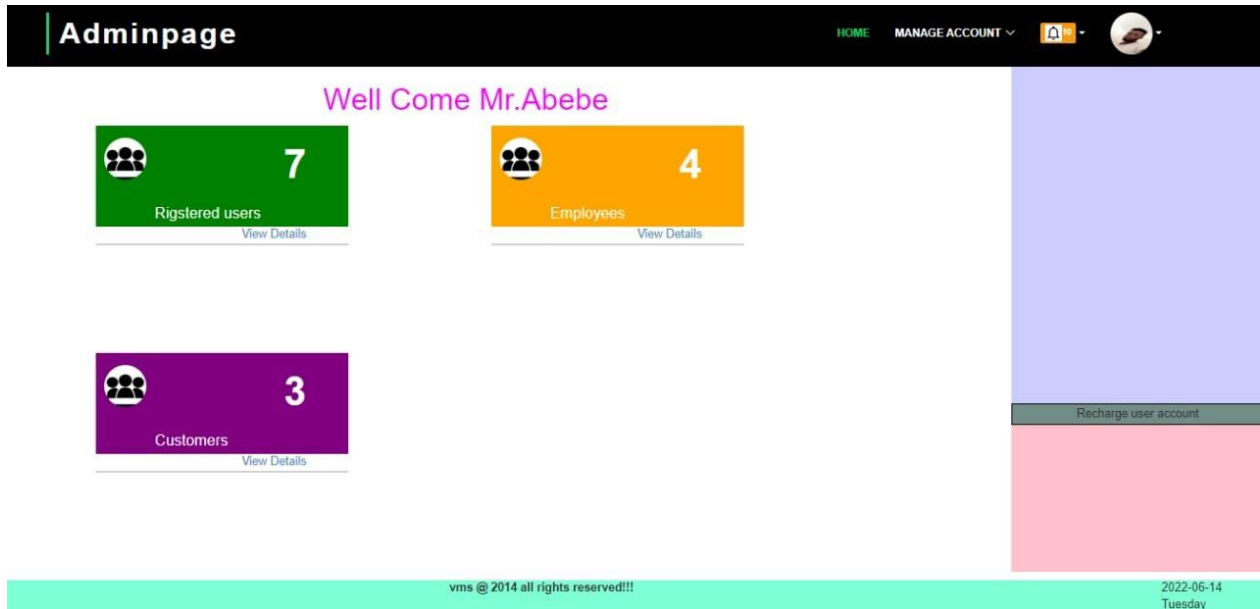 Adminpage
HOME MANAGE ACCOUNT 10
Well Come Mr.Abebe
7
Rigstered users
View Details
4
Employees
View Details
3
Customers
View Details
Recharge user account
vms @ 2014 all rights reserved!!!
2022-06-14
Tuesday